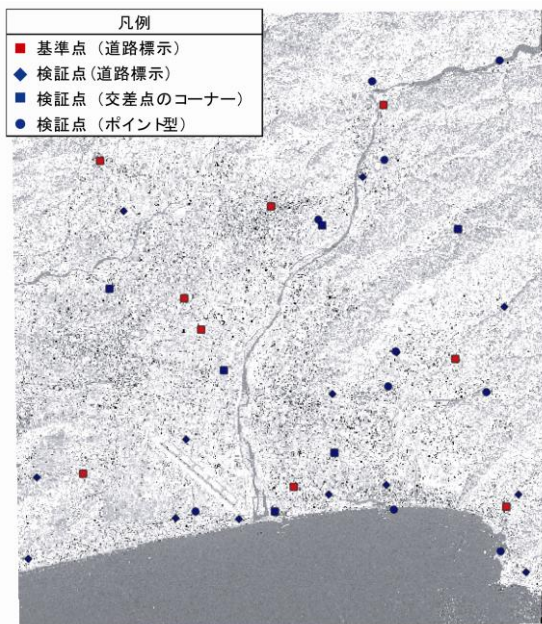 凡例
基準点（道路標示）
検証点(道路標示）
検証点（交差点のコーナー）
検証点（ポイント型）